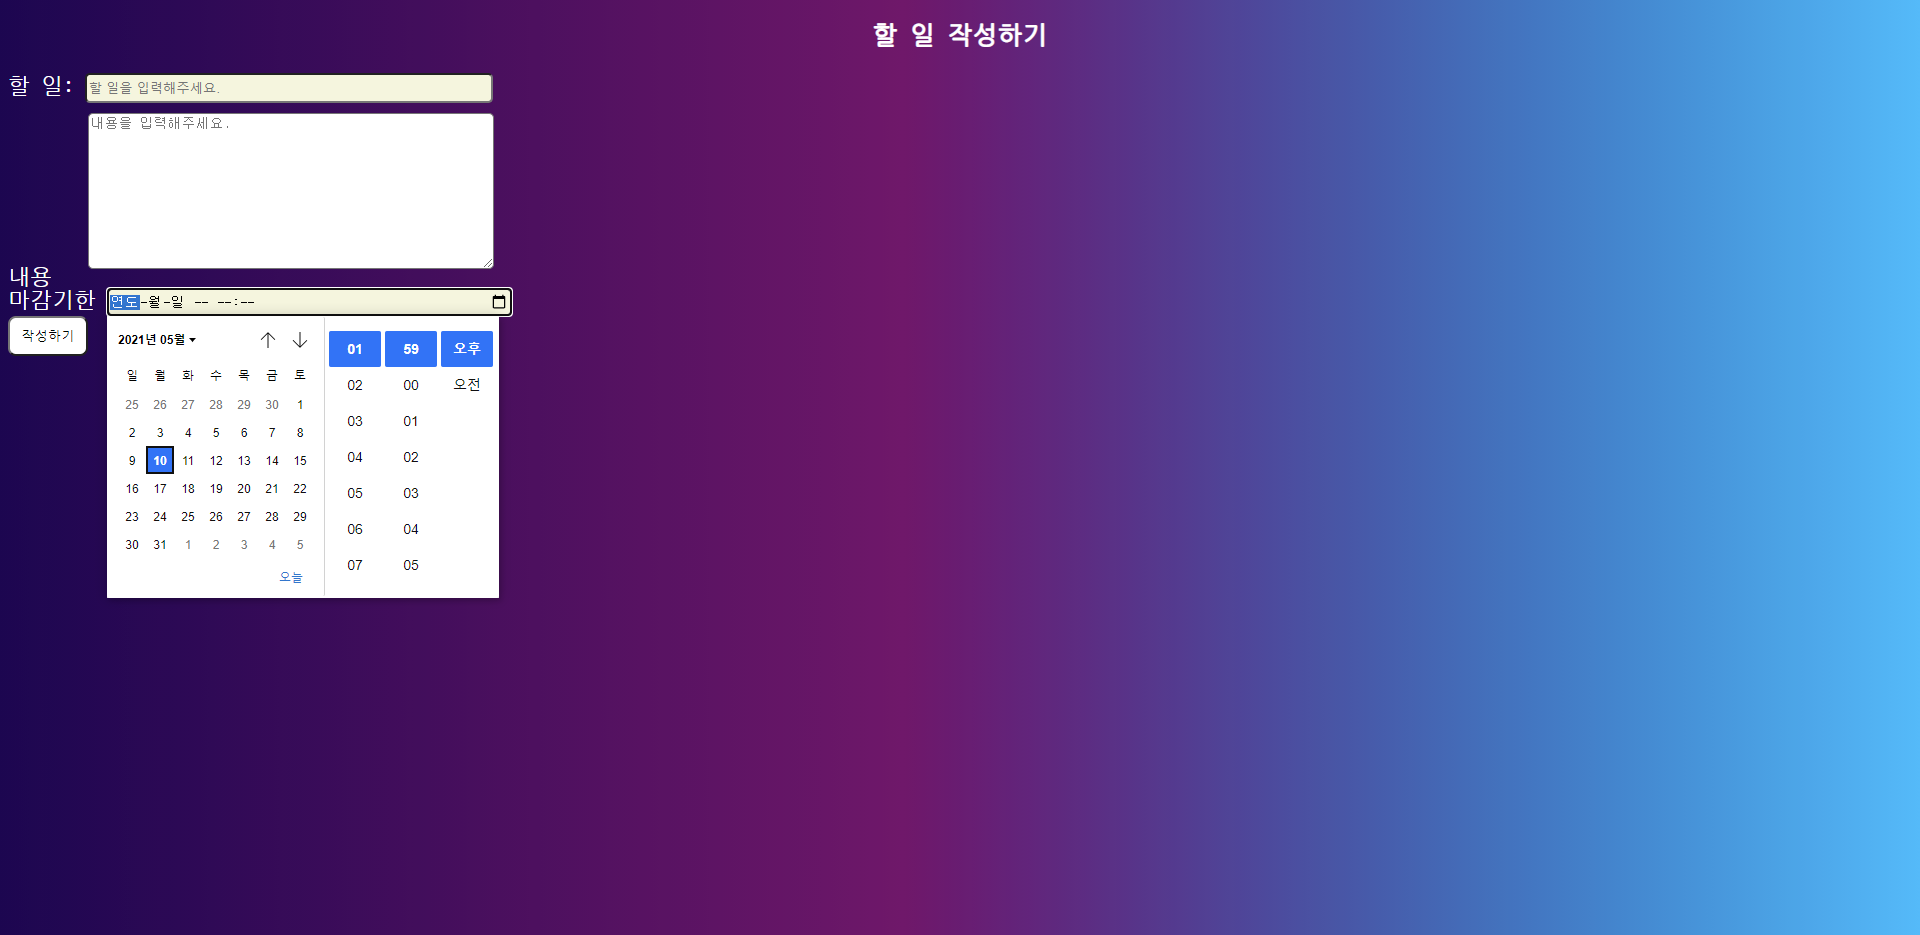 할 일 작성하기
할 일: 할 일을 입력해주세요.
내용을 입력해주세요.
내용
마감기한 연도-월-일 -- --:--
작성하기
2021년 05월
일 월 화 수 목 금 토
25 26 27 28 29 30 1
2 3 4 5 6 7 8
9 10 11 12 13 14 15
16 17 18 19 20 21 22
23 24 25 26 27 28 29
30 31 1 2 3 4 5
오늘
01 59 오후
02 00 오전
03 01
04 02
05 03
06 04
07 05